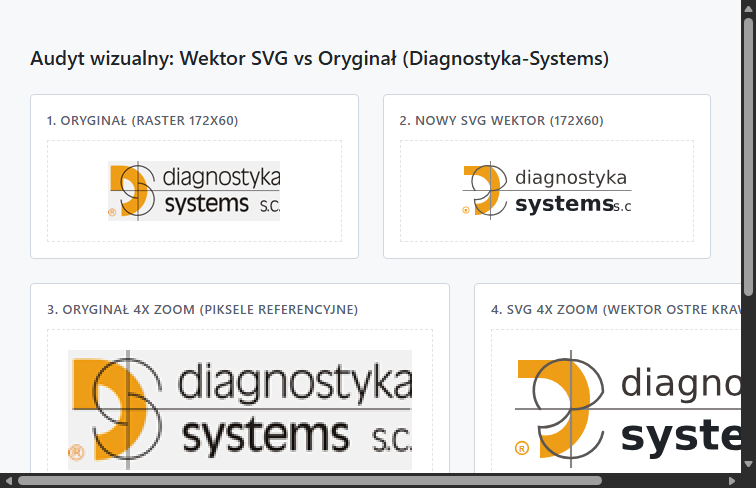 Audyt wizualny: Wektor SVG vs Oryginał (Diagnostyka-Systems)
1. ORYGINAŁ (RASTER 172X60)
diagnostyka
systems s.c.
®
2. NOWY SVG WEKTOR (172X60)
diagnostyka
systems s.c
®
3. ORYGINAŁ 4X ZOOM (PIKSELE REFERENCYJNE)
diagnostyka
systems s.c.
®
4. SVG 4X ZOOM (WEKTOR OSTRE KRAW
diagno
syste
®